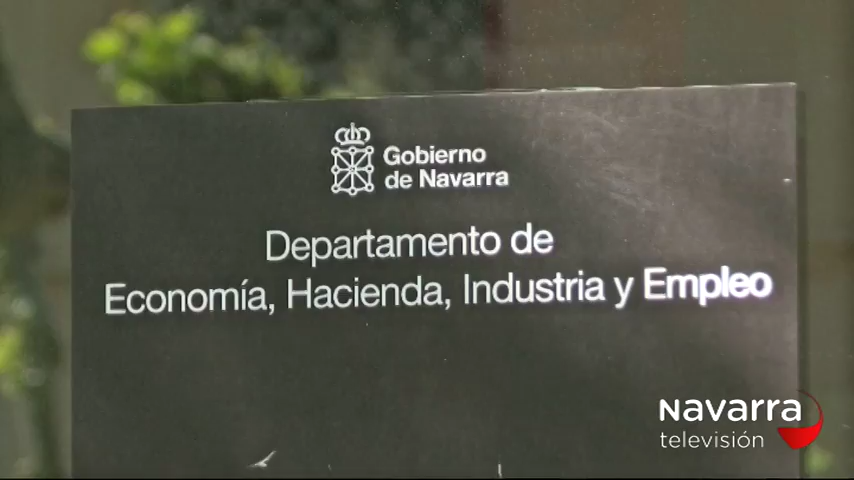 Gobierno
de Navarra
Departamento de
Economía, Hacienda, Industria y Empleo
Navarra
televisión